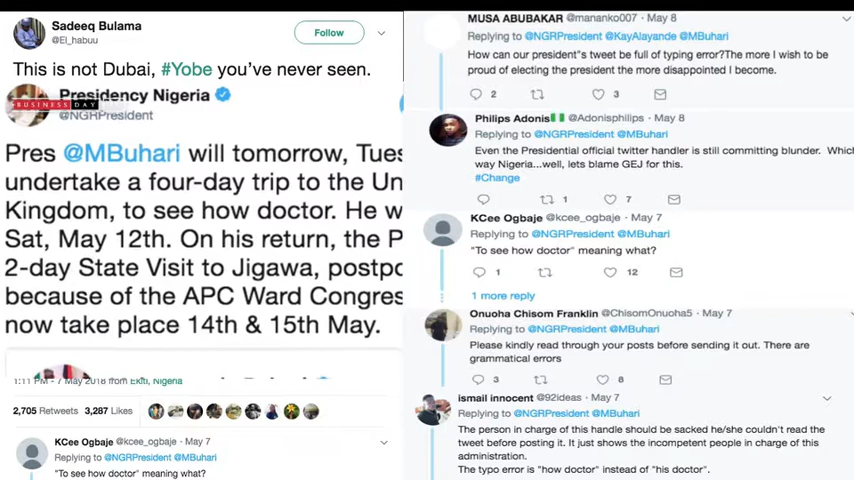 Sadeeq Bulama
@El_habuu
Follow
This is not Dubai, #Yobe you've never seen.
BUSINESS DAY
Presidency Nigeria
@NGRPresident
Pres @MBuhari will tomorrow, Tues
undertake a four-day trip to the Un
Kingdom, to see how doctor. He w
Sat, May 12th. On his return, the P
2-day State Visit to Jigawa, postpo
because of the APC Ward Congres
now take place 14th & 15th May.
1:11 PM - 7 May 2018 from Ekiti, Nigeria
2,705 Retweets 3,287 Likes
KCee Ogbaje @kcee_ogbaje · May 7
Replying to @NGRPresident @MBuhari
"To see how doctor" meaning what?
MUSA ABUBAKAR @mananko007 · May 8
Replying to @NGRPresident @KayAlayande @MBuhari
How can our president"s tweet be full of typing error?The more I wish to be
proud of electing the president the more disappointed I become.
2 3
Philips Adonis @Adonisphilips · May 8
Replying to @NGRPresident @MBuhari
Even the Presidential official twitter handler is still committing blunder. Which
way Nigeria...well, lets blame GEJ for this.
#Change
1 7
KCee Ogbaje @kcee_ogbaje · May 7
Replying to @NGRPresident @MBuhari
"To see how doctor" meaning what?
1 12
1 more reply
Onuoha Chisom Franklin @ChisomOnuoha5 · May 7
Replying to @NGRPresident @MBuhari
Please kindly read through your posts before sending it out. There are
grammatical errors
3 8
ismail innocent @92ideas · May 7
Replying to @NGRPresident @MBuhari
The person in charge of this handle should be sacked he/she couldn't read the
tweet before posting it. It just shows the incompetent people in charge of this
administration.
The typo error is "how doctor" instead of "his doctor".